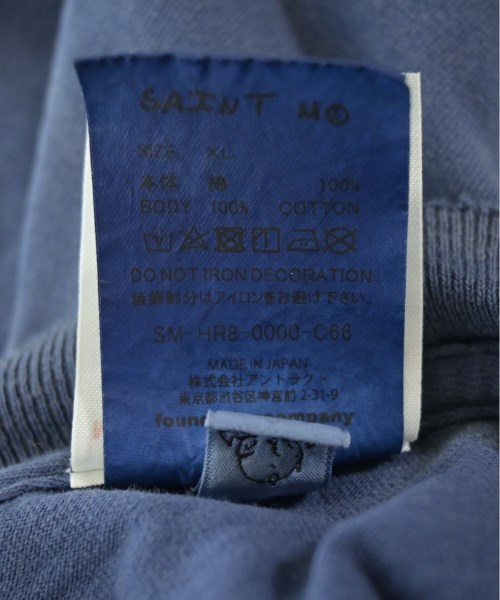 SAINT M
SIZE XL
本体 綿 100%
BODY 100% COTTON
DO NOT IRON DECORATION
装飾部分はアイロンをお避け下さい。
SM-HR8-0000-C66
MADE IN JAPAN
株式会社アントラクト
東京都渋谷区神宮前2-31-9